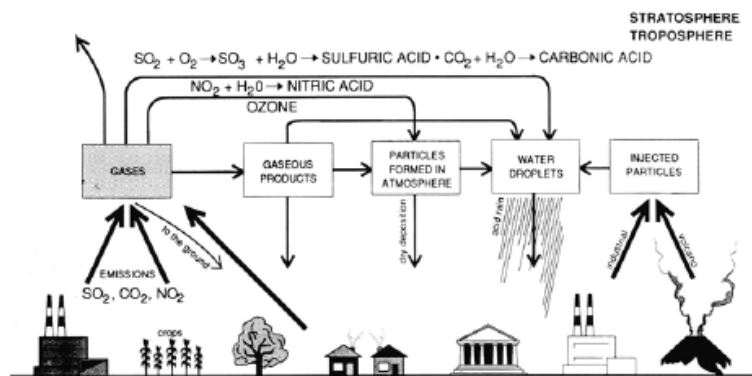 STRATOSPHERE
TROPOSPHERE
SO2 + O2 → SO3 + H2O → SULFURIC ACID • CO2 + H2O → CARBONIC ACID
NO2 + H20 → NITRIC ACID
OZONE
GASES
GASEOUS
PRODUCTS
PARTICLES
FORMED IN
ATMOSPHERE
WATER
DROPLETS
INJECTED
PARTICLES
to the ground
dry deposition
acid rain
industrial
volcano
EMISSIONS
SO2, CO2, NO2
crops